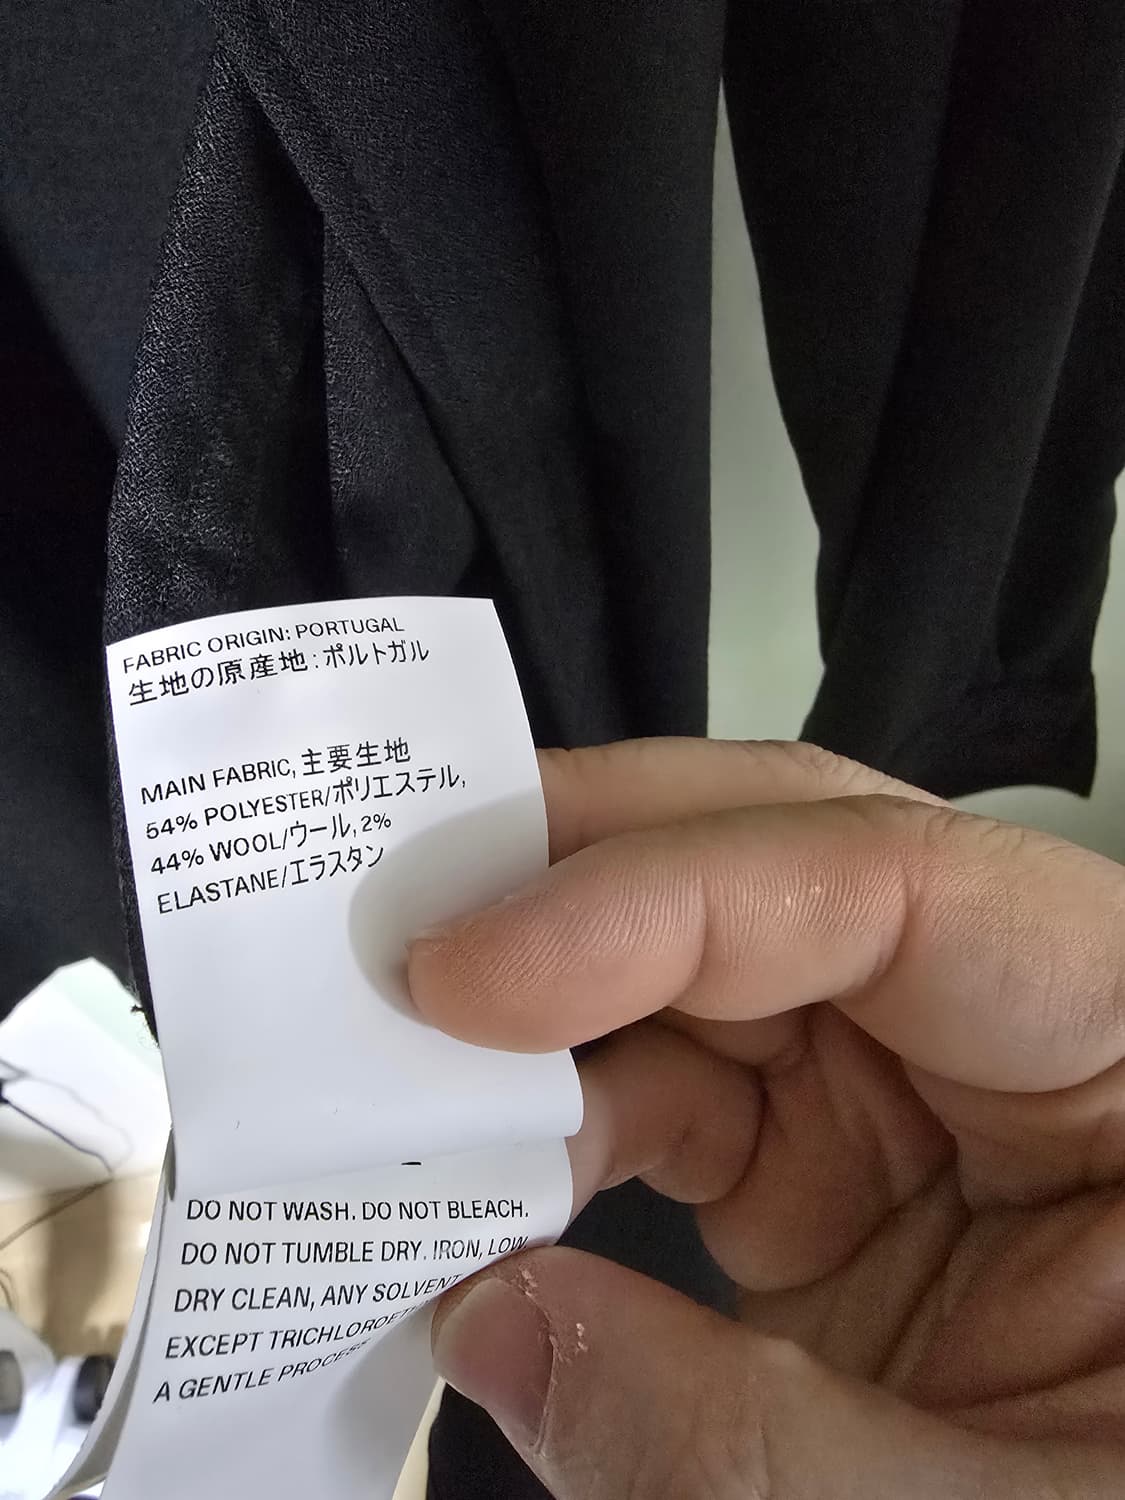 FABRIC ORIGIN: PORTUGAL
生地の原産地:ポルトガル
MAIN FABRIC, 主要生地
54% POLYESTER/ポリエステル,
44% WOOL/ウール, 2%
ELASTANE/エラスタン
DO NOT WASH. DO NOT BLEACH.
DO NOT TUMBLE DRY. IRON, LOW
DRY CLEAN, ANY SOLVENT
EXCEPT
A GENTLE PROCESS